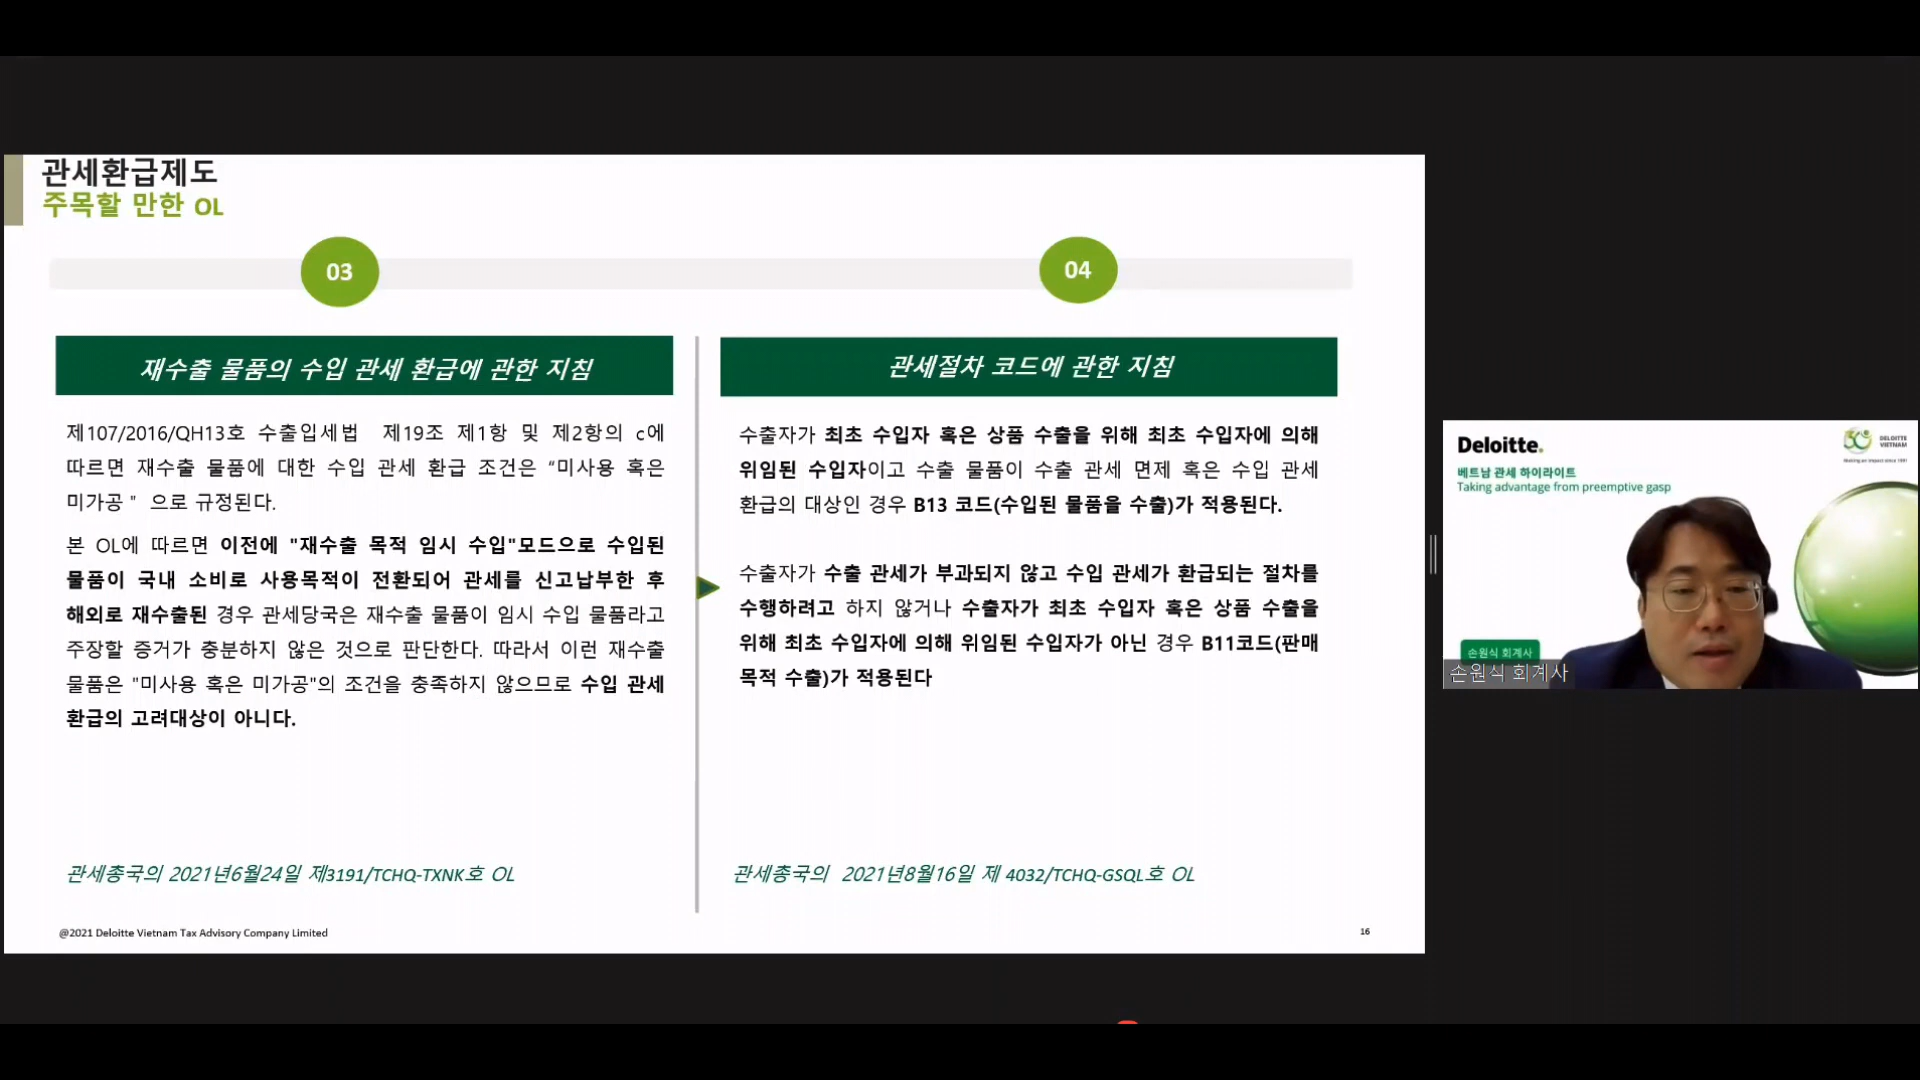 관세환급제도
주목할 만한 OL
03
04
재수출 물품의 수입 관세 환급에 관한 지침
제107/2016/QH13호 수출입세법 제19조 제1항 및 제2항의 c에
따르면 재수출 물품에 대한 수입 관세 환급 조건은 “미사용 혹은
미가공 " 으로 규정된다.
본 OL에 따르면 이전에 "재수출 목적 임시 수입"모드으로 수입된
물품이 국내 소비로 사용목적이 전환되어 관세를 신고납부한 후
해외로 재수출된 경우 관세당국은 재수출 물품이 임시 수입 물품라고
주장할 증거가 충분하지 않은 것으로 판단한다. 따라서 이런 재수출
물품은 "미사용 혹은 미가공"의 조건을 충족하지 않으므로 수입 관세
환급의 고려대상이 아니다.
관세총국의 2021년6월24일 제3191/TCHQ-TXNK호 OL
관세절차 코드에 관한 지침
수출자가 최초 수입자 혹은 상품 수출을 위해 최초 수입자에 의해
위임된 수입자이고 수출 물품이 수출 관세 면제 혹은 수입 관세
환급의 대상인 경우 B13 코드(수입된 물품을 수출)가 적용된다.
수출자가 수출 관세가 부과되지 않고 수입 관세가 환급되는 절차를
수행하려고 하지 않거나 수출자가 최초 수입자 혹은 상품 수출을
위해 최초 수입자에 의해 위임된 수입자가 아닌 경우 B11코드(판매
목적 수출)가 적용된다
관세총국의 2021년8월16일 제 4032/TCHQ-GSQL호 OL
@2021 Deloitte Vietnam Tax Advisory Company Limited
16
Deloitte.
DELOITTE
VIETNAM
Making an impact since 1991
베트남 관세 하이라이트
Taking advantage from preemptive gasp
손원식 회계사
손원식 회계사